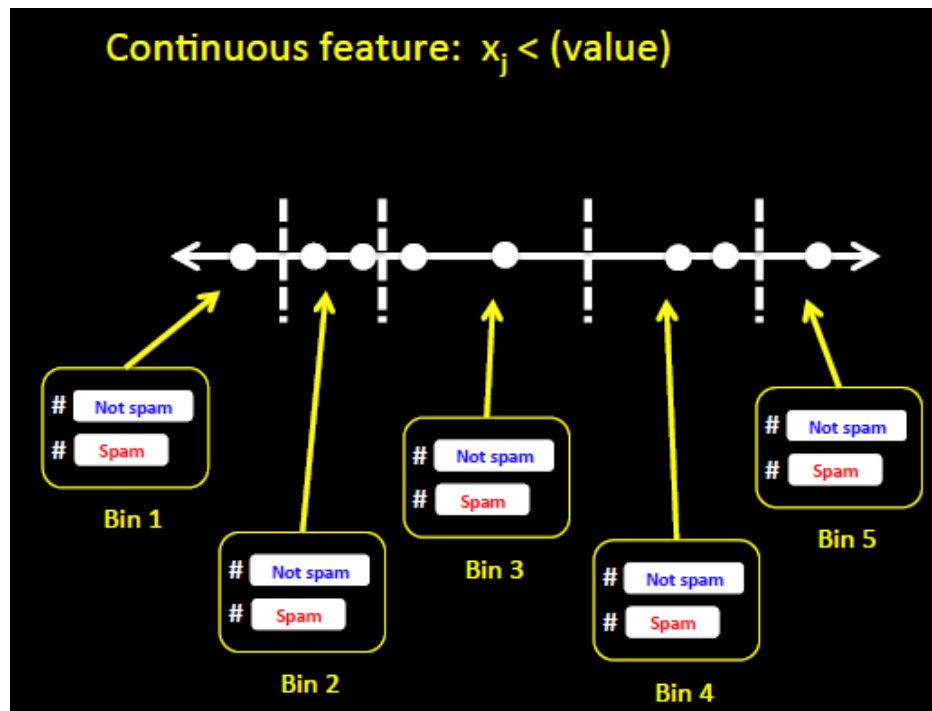 Continuous feature: xj < (value)
# Not spam
# Spam
Bin 1
# Not spam
# Spam
Bin 2
# Not spam
# Spam
Bin 3
# Not spam
# Spam
Bin 4
# Not spam
# Spam
Bin 5